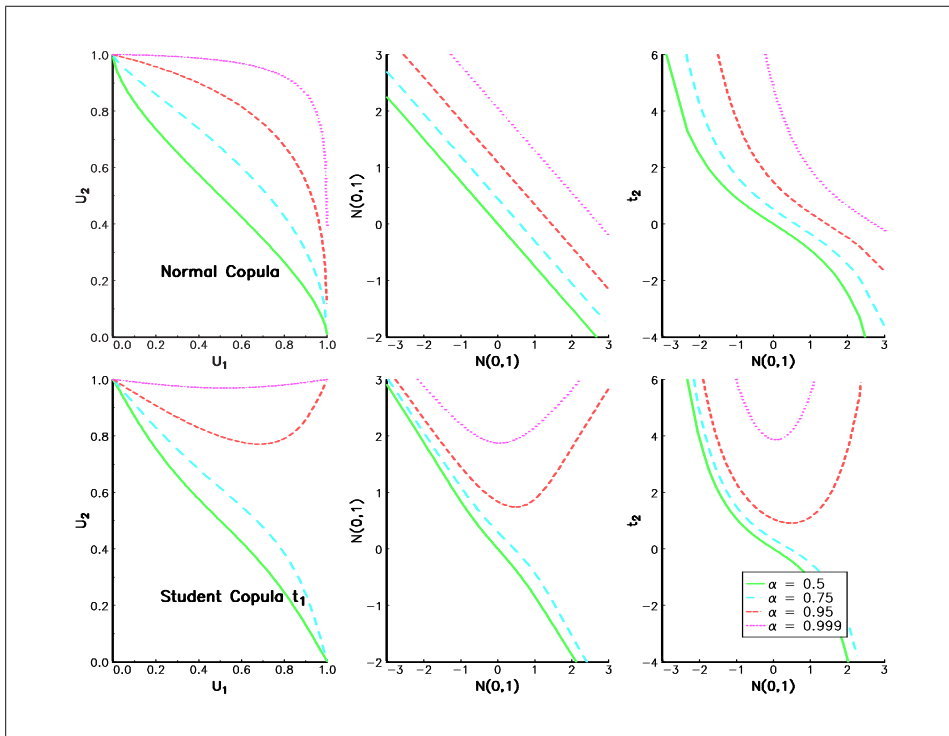 1.0
0.8
0.6
0.4
0.2
0.0
U2
Normal Copula
0.0 0.2 0.4 0.6 0.8 1.0
U1
3
2
1
0
−1
−2
N(0,1)
−3 −2 −1 0 1 2 3
N(0,1)
6
4
2
0
−2
−4
t2
−3 −2 −1 0 1 2 3
N(0,1)
1.0
0.8
0.6
0.4
0.2
0.0
U2
Student Copula t1
0.0 0.2 0.4 0.6 0.8 1.0
U1
3
2
1
0
−1
−2
N(0,1)
−3 −2 −1 0 1 2 3
N(0,1)
6
4
2
0
−2
−4
t2
α = 0.5
α = 0.75
α = 0.95
α = 0.999
−3 −2 −1 0 1 2 3
N(0,1)